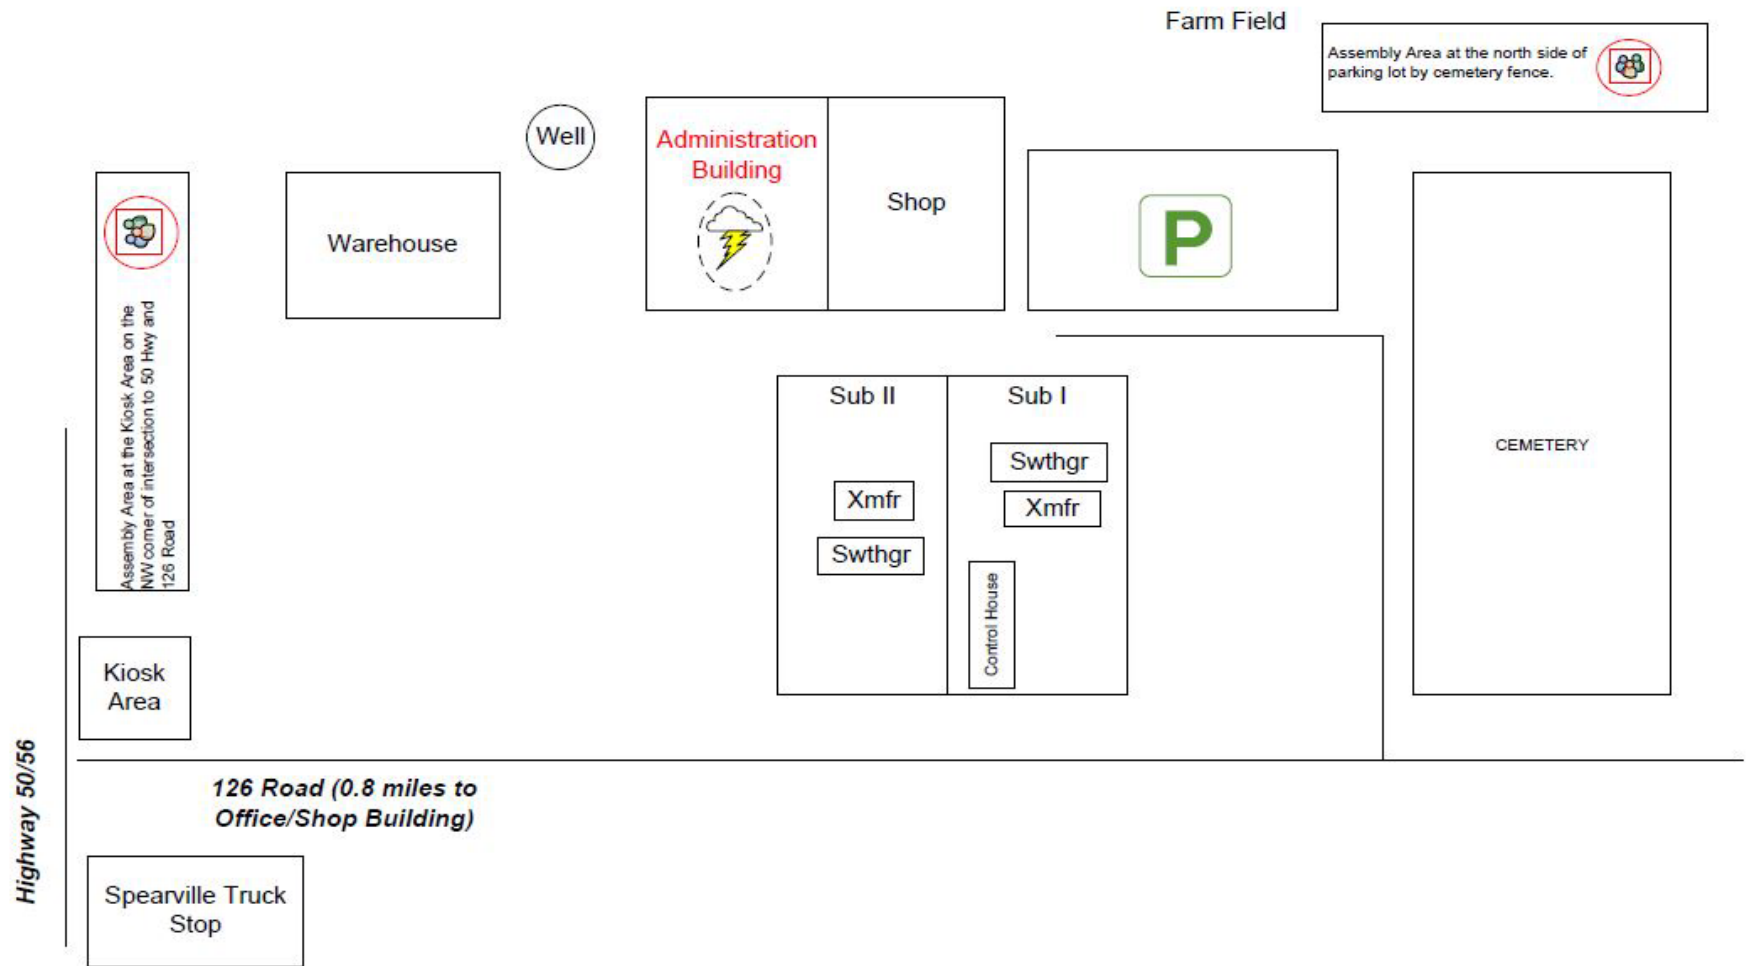 Farm Field
Assembly Area at the north side of
parking lot by cemetery fence.
Well
Administration
Building
Shop
P
Warehouse
Assembly Area at the Kiosk Area on the
NW corner of intersection to 50 Hwy and
126 Road
Sub II
Sub I
Swthgr
Xmfr
Xmfr
Swthgr
Control House
CEMETERY
Kiosk
Area
Highway 50/56
126 Road (0.8 miles to
Office/Shop Building)
Spearville Truck
Stop